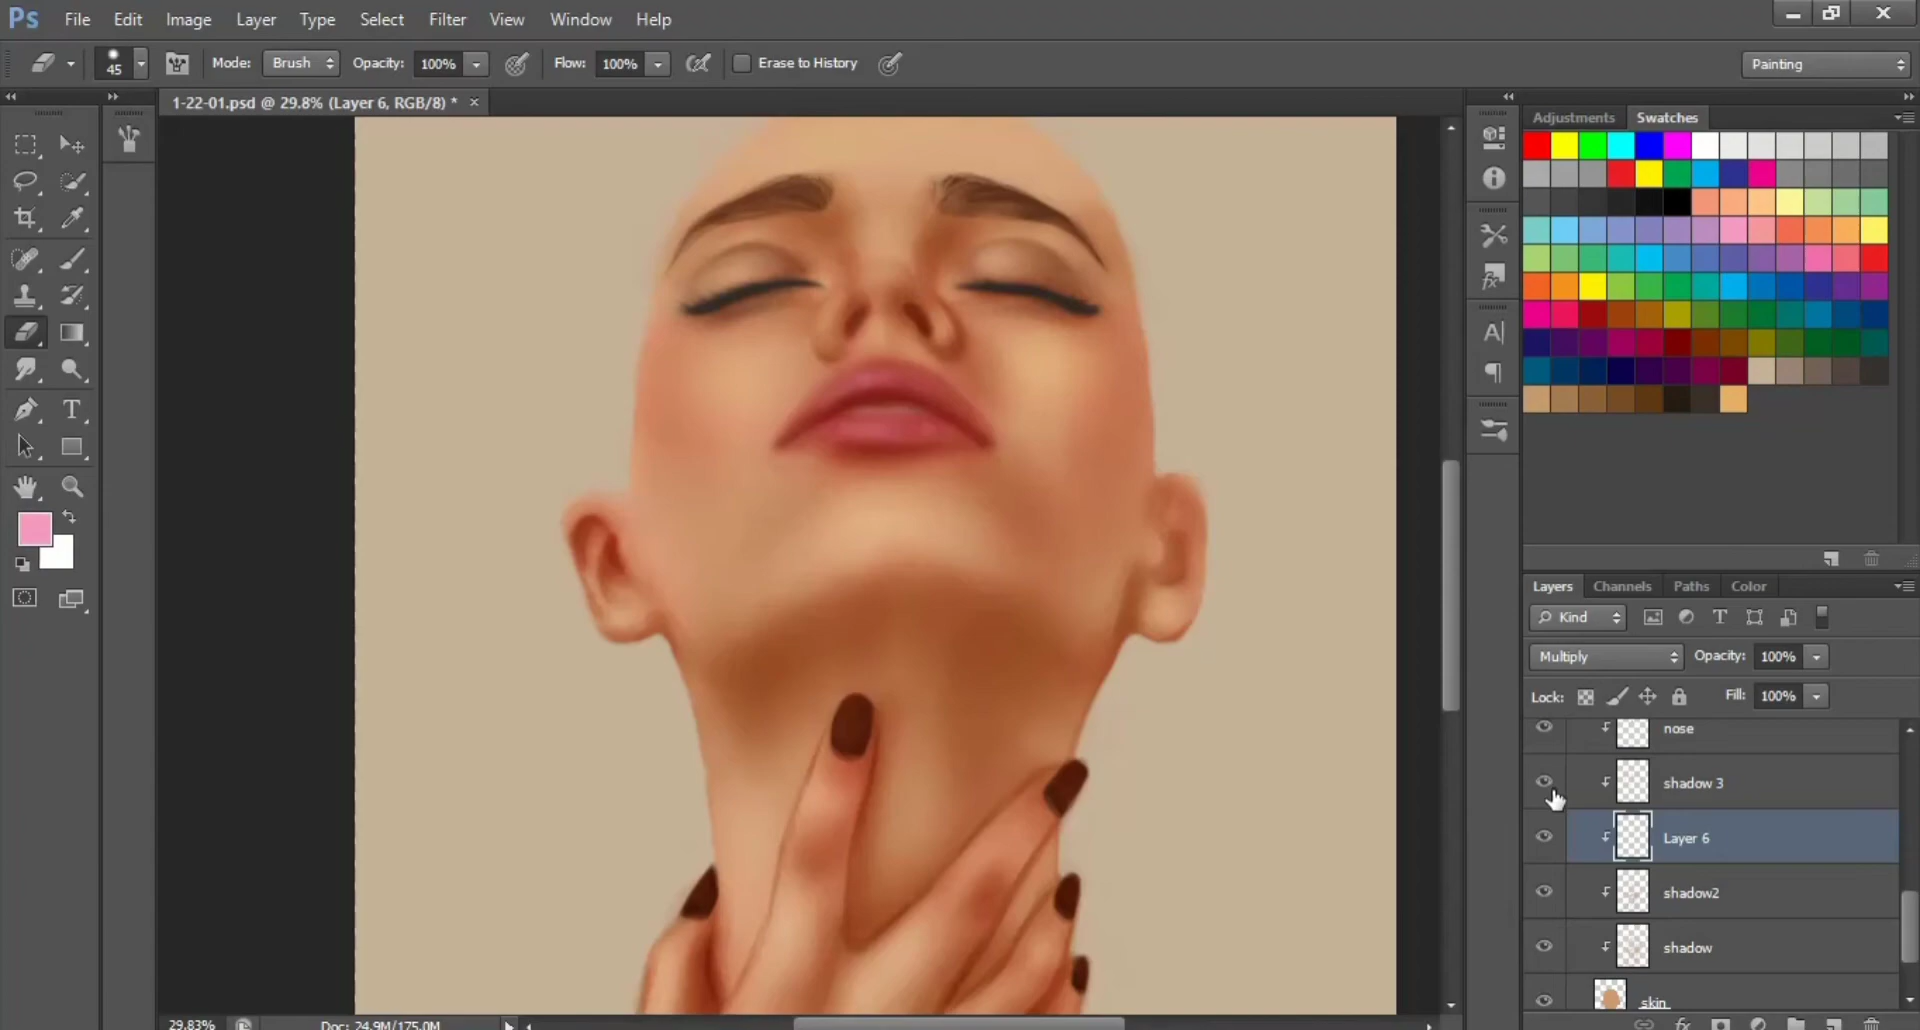 Ps File Edit Image Layer Type Select Filter View Window Help
45 Mode: Brush Opacity: 100% Flow: 100% Erase to History Painting
1-22-01.psd @ 29.8% (Layer 6, RGB/8) *
Adjustments Swatches
Layers Channels Paths Color
Kind
Multiply Opacity: 100%
Lock: Fill: 100%
nose
shadow 3
Layer 6
shadow2
shadow
skin
29.83% Doc: 24.9M/175.0M